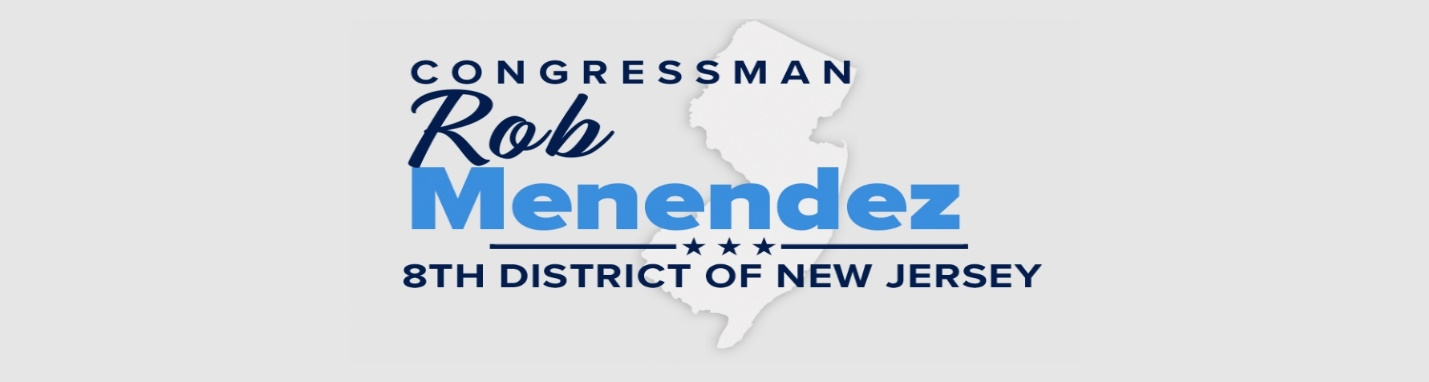 CONGRESSMAN
Rob
Menendez
8TH DISTRICT OF NEW JERSEY